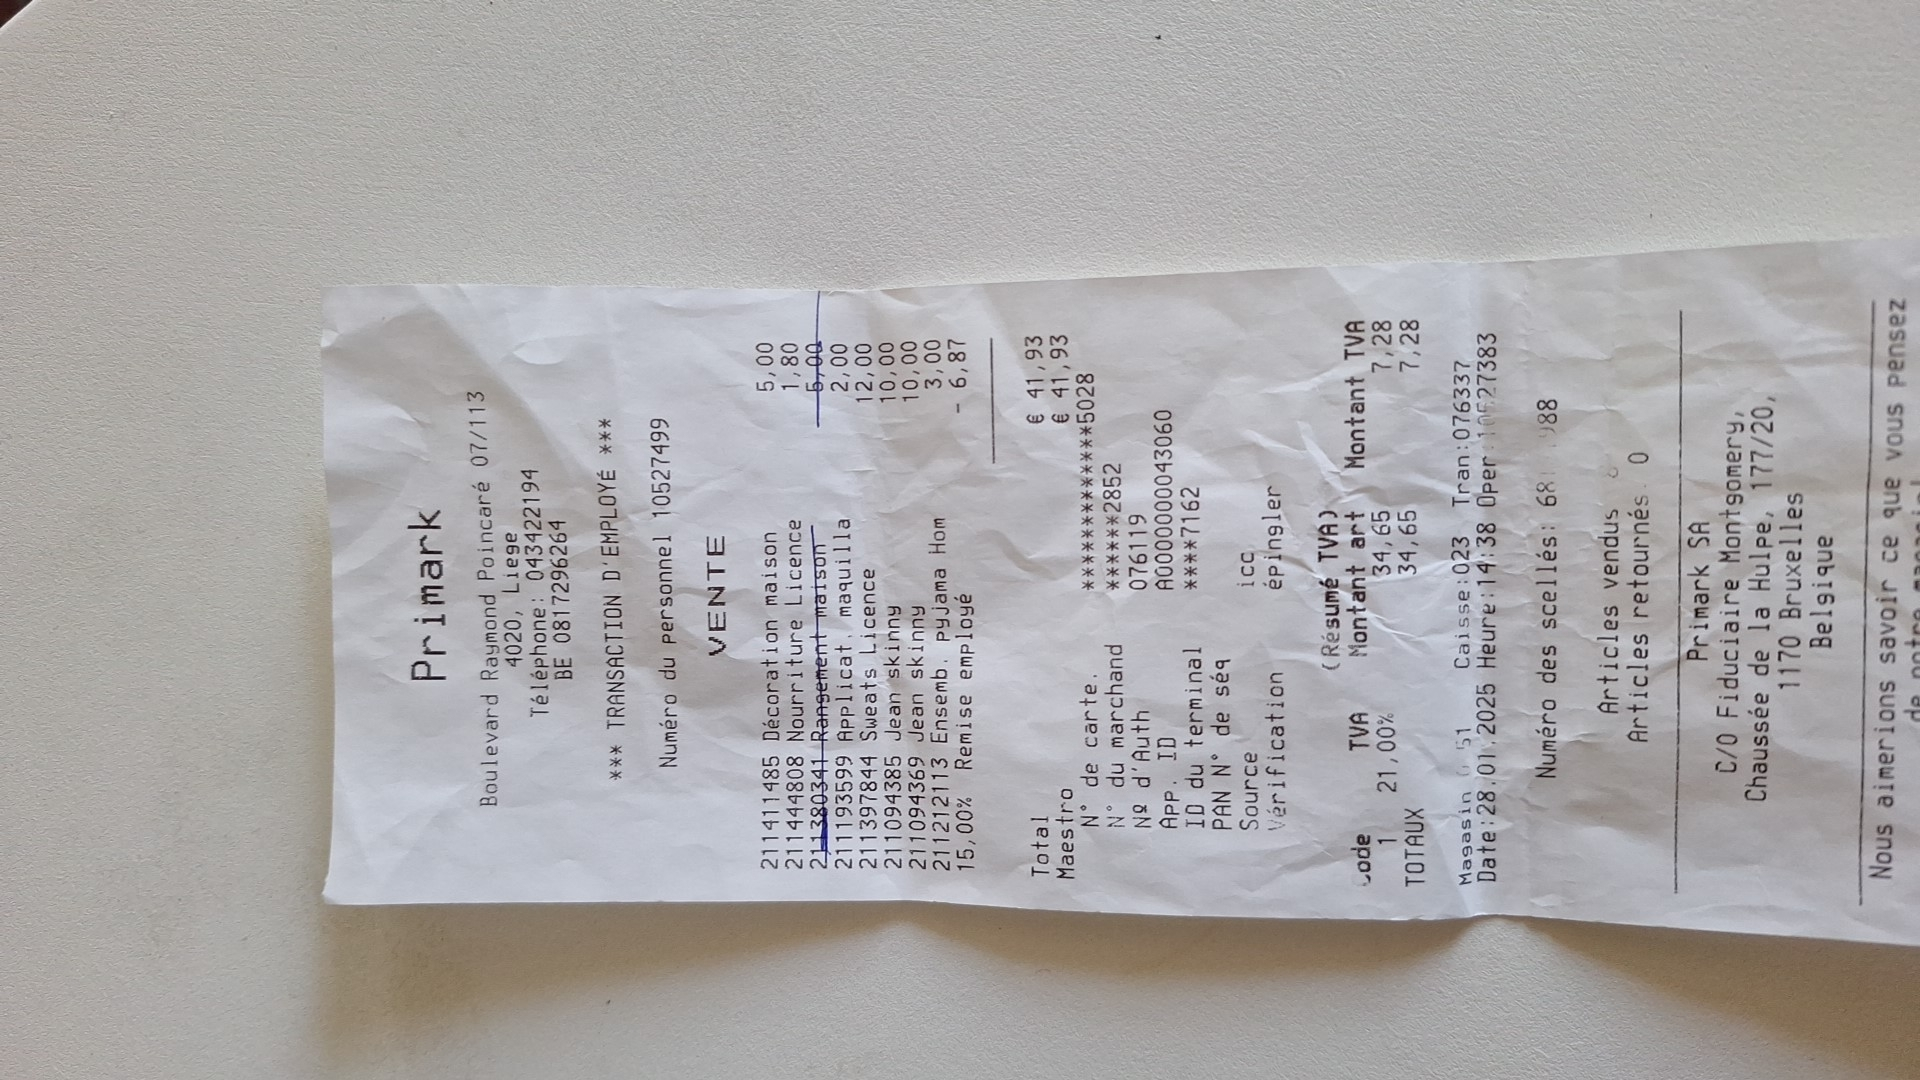 Primark
Boulevard Raymond Poincaré 07/113
4020, Liege
Téléphone: 043422194
BE 0817296264
*** TRANSACTION D'EMPLOYÉ ***
Numéro du personnel 10527499
VENTE
211411485 Décoration maison 5,00
211444808 Nourriture Licence 1,80
211380341 Rangement maison 5,00
211193599 Applicat. maquilla 2,00
211397844 Sweats Licence 12,00
211094385 Jean skinny 10,00
211094369 Jean skinny 10,00
211212113 Ensemb. pyjama Hom 3,00
15,00% Remise employé - 6,87
Total € 41,93
Maestro € 41,93
N° de carte. ***************5028
N° du marchand ******2852
Nº d'Auth 076119
App. ID A0000000043060
ID du terminal ****7162
PAN N° de séq
Source icc
Vérification épingler
(Résumé TVA)
Code TVA Montant art Montant TVA
1 21,00% 34,65 7,28
TOTAUX 34,65 7,28
Magasin Caisse:023 Tran:076337
Date:28.01.2025 Heure:14:38 Oper:10527383
Numéro des scellés:
Articles vendus
Articles retournés. 0
Primark SA
C/O Fiduciaire Montgomery,
Chaussée de la Hulpe, 177/20,
1170 Bruxelles
Belgique
Nous aimerions savoir ce que vous pensez
de notre